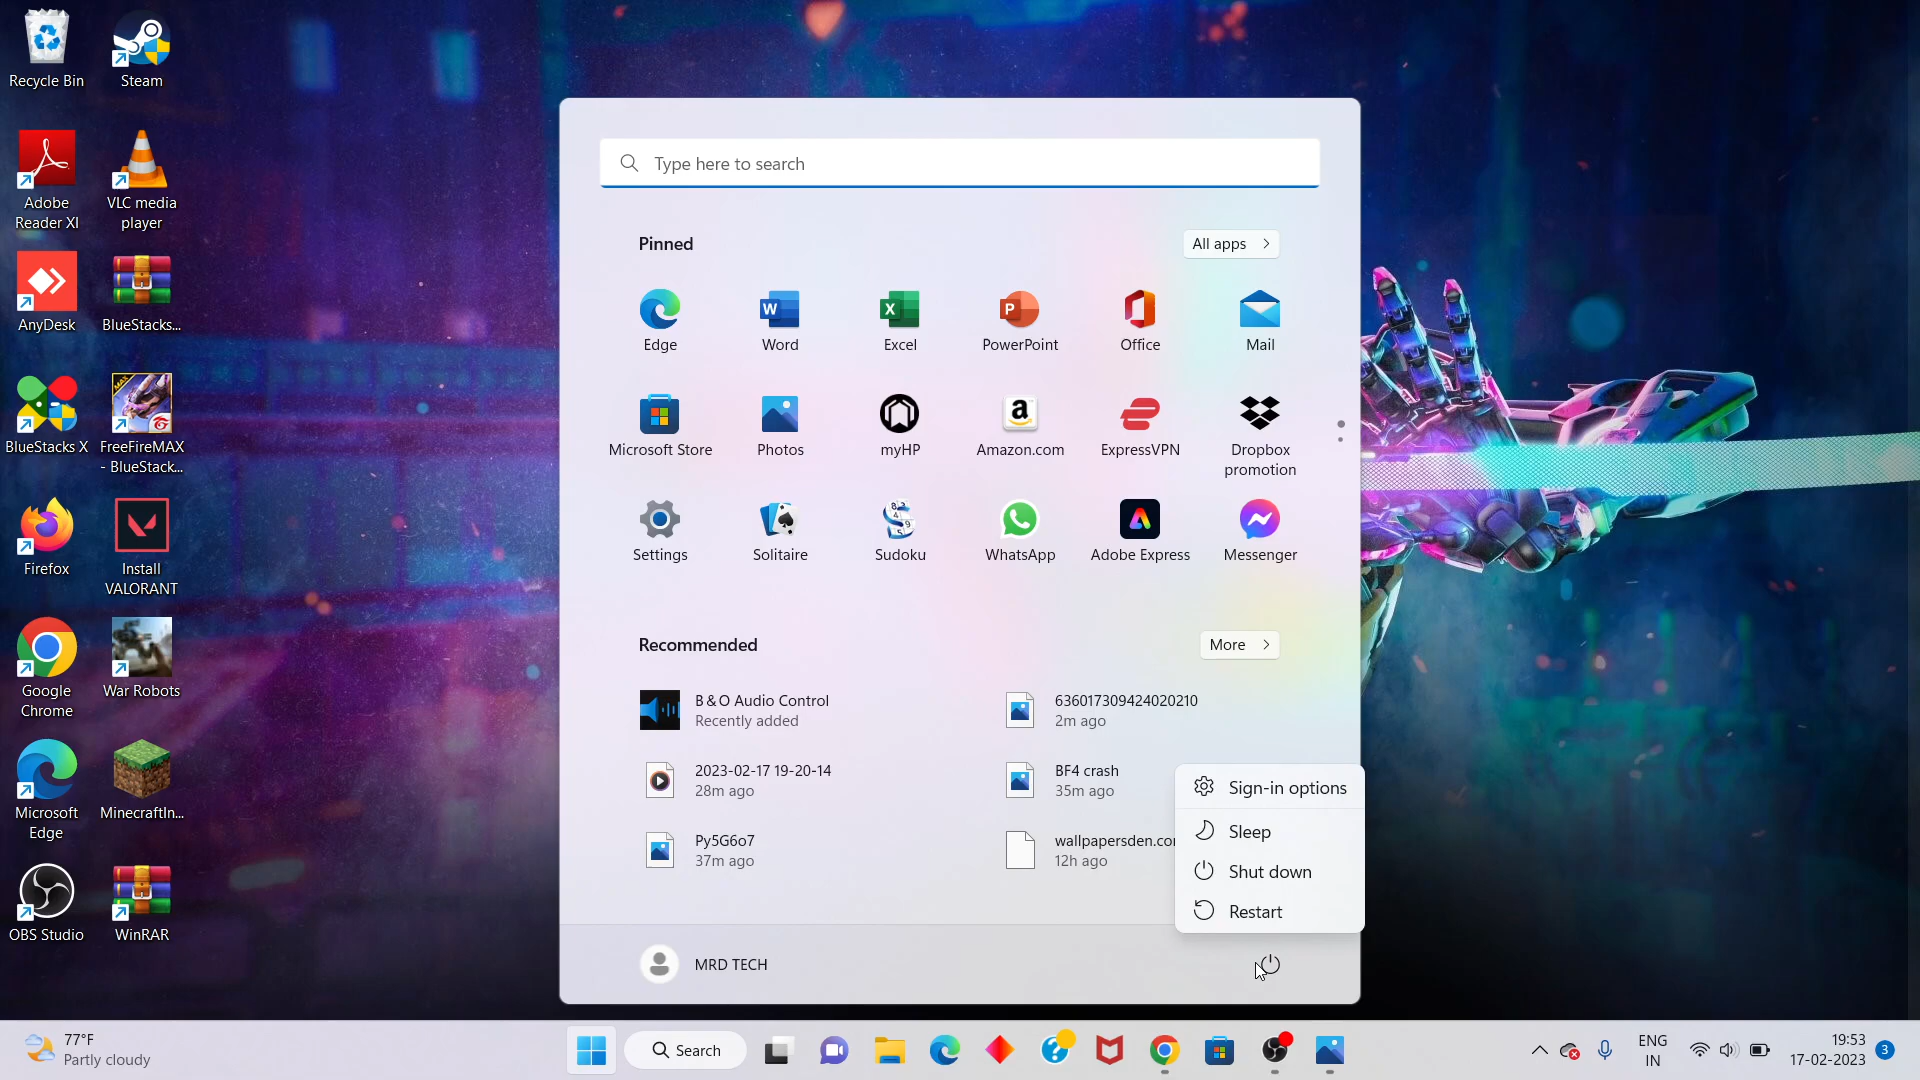 Recycle Bin
Steam
Adobe
Reader XI
VLC media
player
AnyDesk
BlueStacks...
BlueStacks X
FreeFireMAX
- BlueStack...
Firefox
Install
VALORANT
Google
Chrome
War Robots
Microsoft
Edge
MinecraftIn...
OBS Studio
WinRAR
Type here to search
Pinned
All apps
Edge
Word
Excel
PowerPoint
Office
Mail
Microsoft Store
Photos
myHP
Amazon.com
ExpressVPN
Dropbox
promotion
Settings
Solitaire
Sudoku
WhatsApp
Adobe Express
Messenger
Recommended
More
B&O Audio Control
Recently added
636017309424020210
2m ago
2023-02-17 19-20-14
28m ago
BF4 crash
35m ago
Py5G6o7
37m ago
wallpapersden.com
12h ago
Sign-in options
Sleep
Shut down
Restart
MRD TECH
77°F
Partly cloudy
Search
ENG
IN
19:53
17-02-2023
3